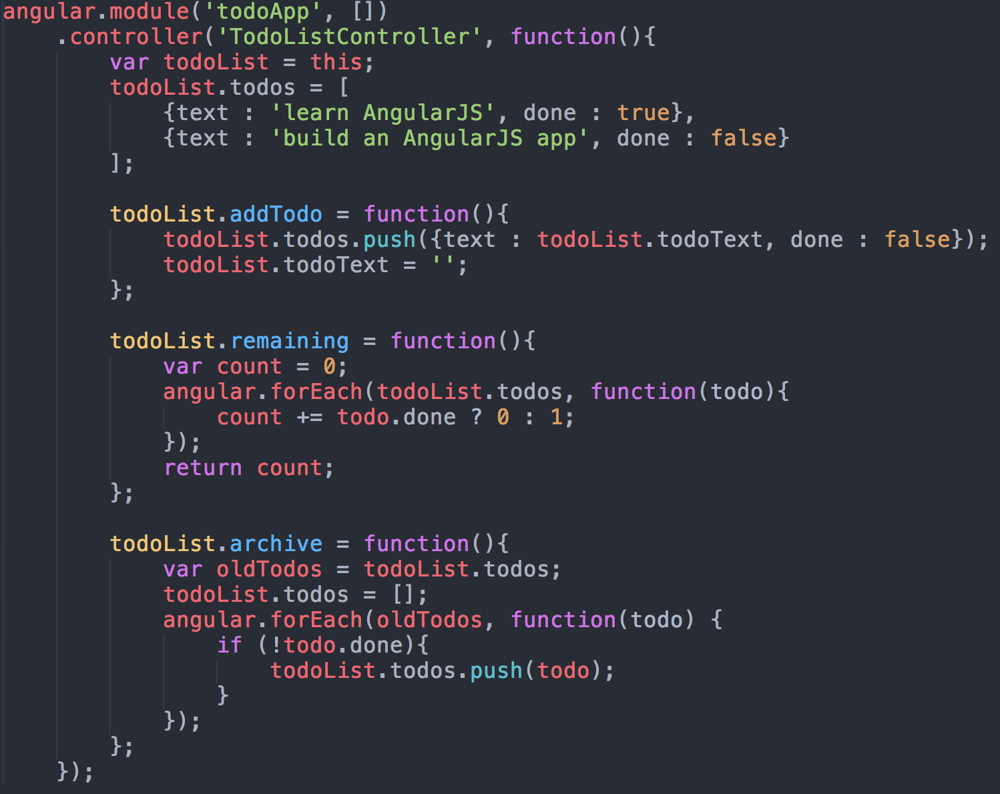 angular.module('todoApp', [])
    .controller('TodoListController', function(){
        var todoList = this;
        todoList.todos = [
            {text : 'learn AngularJS', done : true},
            {text : 'build an AngularJS app', done : false}
        ];

        todoList.addTodo = function(){
            todoList.todos.push({text : todoList.todoText, done : false});
            todoList.todoText = '';
        };

        todoList.remaining = function(){
            var count = 0;
            angular.forEach(todoList.todos, function(todo){
                count += todo.done ? 0 : 1;
            });
            return count;
        };

        todoList.archive = function(){
            var oldTodos = todoList.todos;
            todoList.todos = [];
            angular.forEach(oldTodos, function(todo) {
                if (!todo.done){
                    todoList.todos.push(todo);
                }
            });
        };
    });